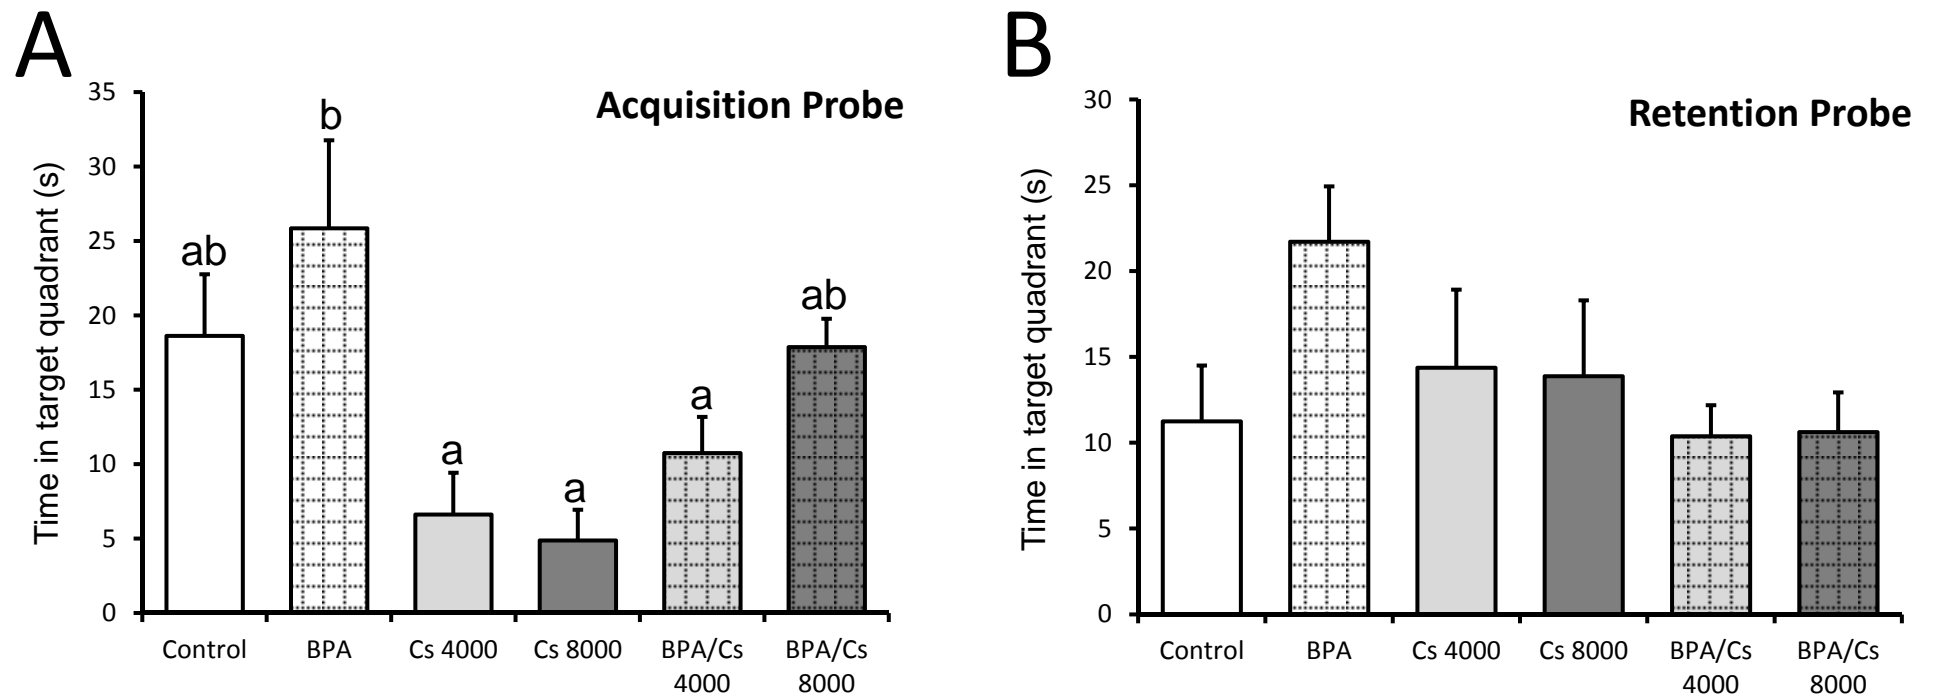 A
Acquisition Probe
Time in target quadrant (s)
35
30
25
20
15
10
5
0
ab
b
a
a
a
ab
Control
BPA
Cs 4000
Cs 8000
BPA/Cs
4000
BPA/Cs
8000
B
Retention Probe
Time in target quadrant (s)
30
25
20
15
10
5
0
Control
BPA
Cs 4000
Cs 8000
BPA/Cs
4000
BPA/Cs
8000